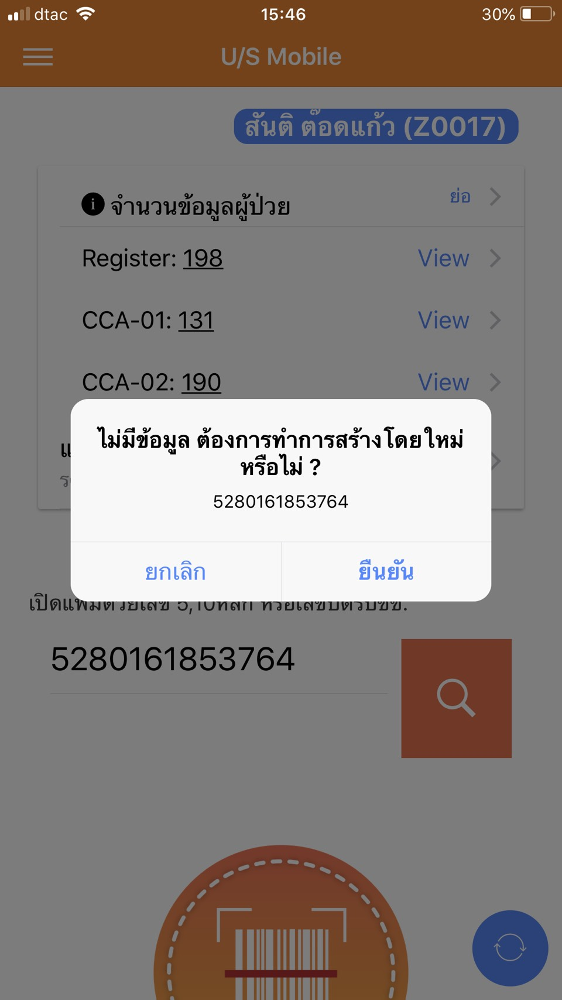 dtac 15:46 30%
U/S Mobile
สันติ ต๊อดแก้ว (Z0017)
i จำนวนข้อมูลผู้ป่วย ย่อ
Register: 198 View
CCA-01: 131 View
CCA-02: 190 View
ไม่มีข้อมูล ต้องการทำการสร้างโดยใหม่
หรือไม่ ?
5280161853764
ยกเลิก ยืนยัน
เปิดแฟ้มด้วยเลข 5,10หลัก หรือเลขบัตรปชช.
5280161853764